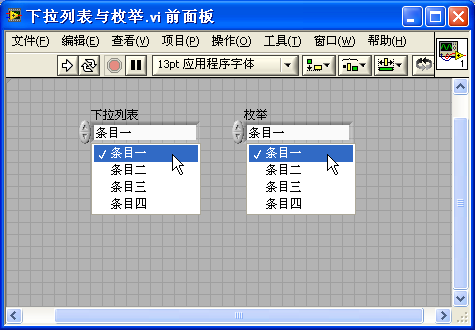 下拉列表与枚举.vi 前面板
文件(F) 编辑(E) 查看(V) 项目(P) 操作(O) 工具(T) 窗口(W) 帮助(H)
13pt 应用程序字体
1
下拉列表 枚举
条目一 条目一
✓ 条目一 ✓ 条目一
条目二 条目二
条目三 条目三
条目四 条目四